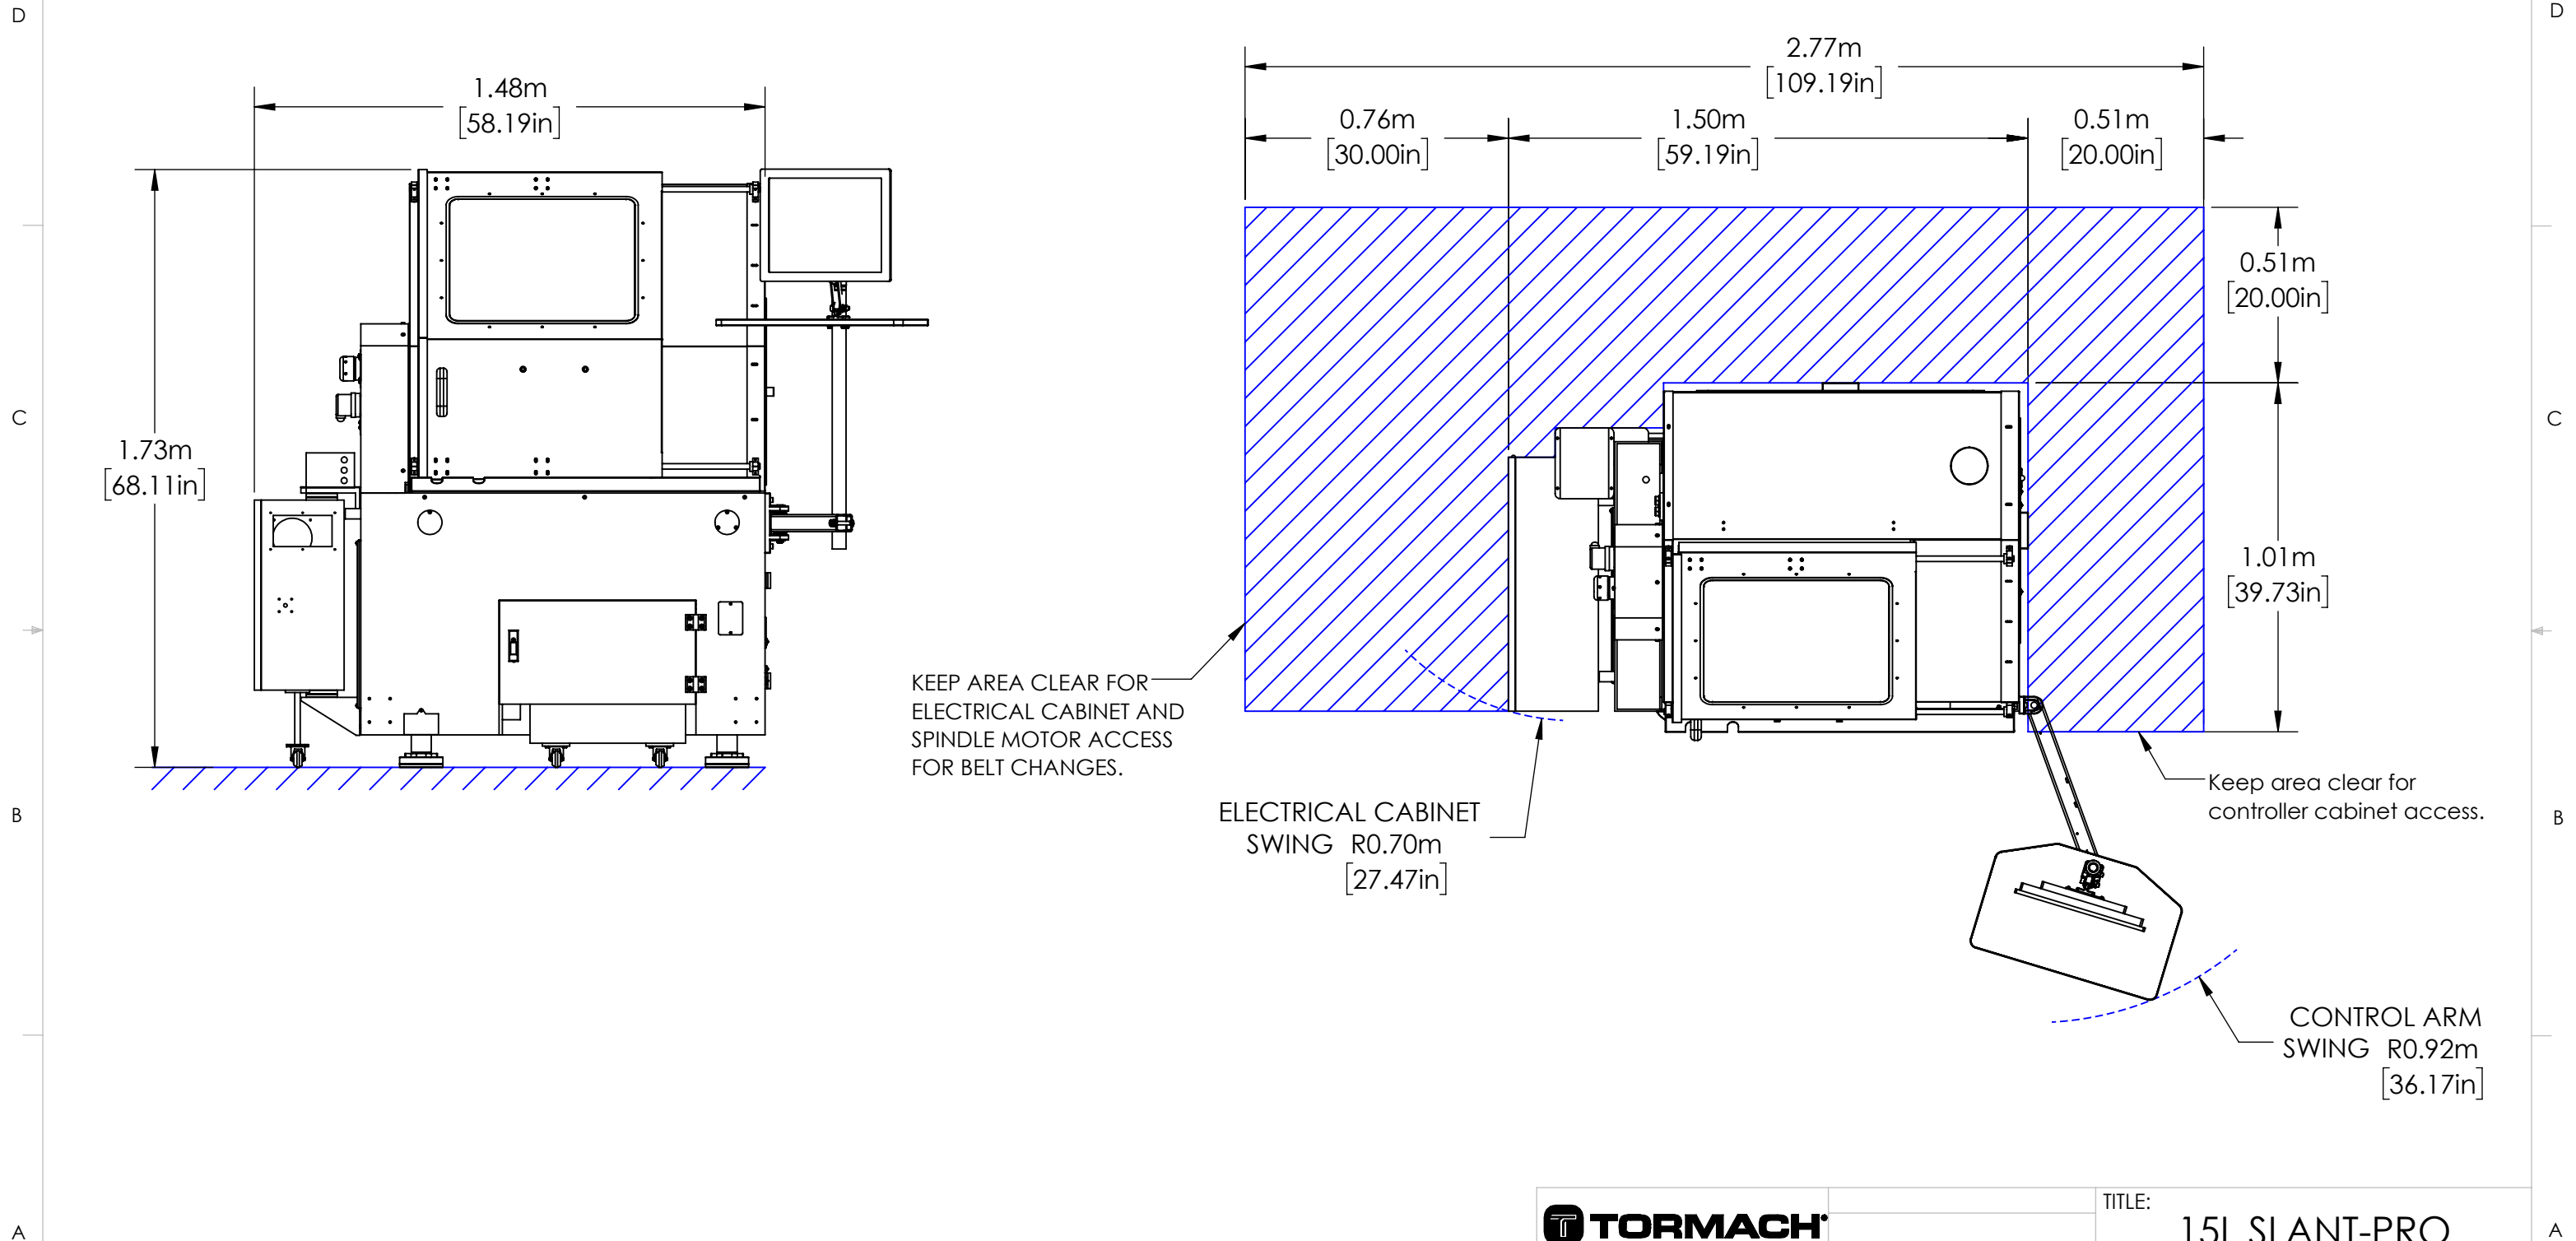 D
D
1.48m
[58.19in]
2.77m
[109.19in]
0.76m
[30.00in]
1.50m
[59.19in]
0.51m
[20.00in]
0.51m
[20.00in]
C
C
1.73m
[68.11in]
1.01m
[39.73in]
KEEP AREA CLEAR FOR
ELECTRICAL CABINET AND
SPINDLE MOTOR ACCESS
FOR BELT CHANGES.
Keep area clear for
controller cabinet access.
B
B
ELECTRICAL CABINET
SWING R0.70m
[27.47in]
CONTROL ARM
SWING R0.92m
[36.17in]
TITLE:
A
TORMACH
15L SLANT-PRO
A